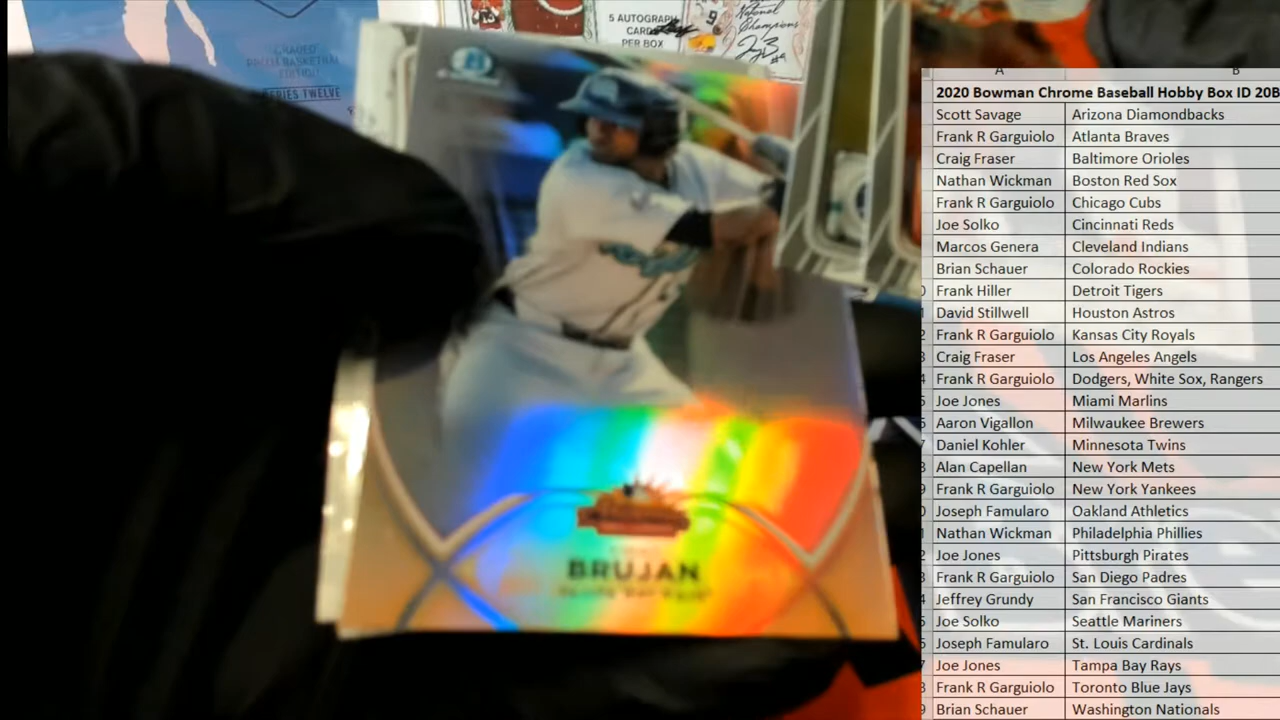 GRADED
PRIZM BASKETBALL
EDITION
SERIES TWELVE
5 AUTOGRAPH
CARDS
PER BOX
National
Champions
9
BRUJAN
A B
2020 Bowman Chrome Baseball Hobby Box ID 20B
Scott Savage Arizona Diamondbacks
Frank R Garguiolo Atlanta Braves
Craig Fraser Baltimore Orioles
Nathan Wickman Boston Red Sox
Frank R Garguiolo Chicago Cubs
Joe Solko Cincinnati Reds
Marcos Genera Cleveland Indians
Brian Schauer Colorado Rockies
Frank Hiller Detroit Tigers
David Stillwell Houston Astros
Frank R Garguiolo Kansas City Royals
Craig Fraser Los Angeles Angels
Frank R Garguiolo Dodgers, White Sox, Rangers
Joe Jones Miami Marlins
Aaron Vigallon Milwaukee Brewers
Daniel Kohler Minnesota Twins
Alan Capellan New York Mets
Frank R Garguiolo New York Yankees
Joseph Famularo Oakland Athletics
Nathan Wickman Philadelphia Phillies
Joe Jones Pittsburgh Pirates
Frank R Garguiolo San Diego Padres
Jeffrey Grundy San Francisco Giants
Joe Solko Seattle Mariners
Joseph Famularo St. Louis Cardinals
Joe Jones Tampa Bay Rays
Frank R Garguiolo Toronto Blue Jays
Brian Schauer Washington Nationals